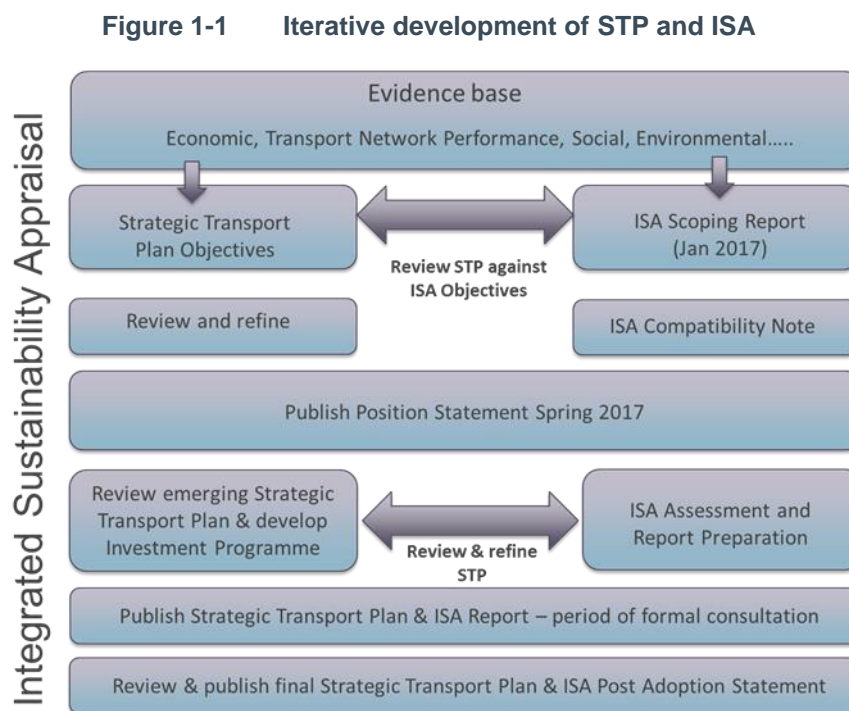 Figure 1-1 Iterative development of STP and ISA
Integrated Sustainability Appraisal
Evidence base
Economic, Transport Network Performance, Social, Environmental.....
Strategic Transport
Plan Objectives
Review STP against
ISA Objectives
ISA Scoping Report
(Jan 2017)
Review and refine
ISA Compatibility Note
Publish Position Statement Spring 2017
Review emerging Strategic
Transport Plan & develop
Investment Programme
Review & refine
STP
ISA Assessment and
Report Preparation
Publish Strategic Transport Plan & ISA Report – period of formal consultation
Review & publish final Strategic Transport Plan & ISA Post Adoption Statement